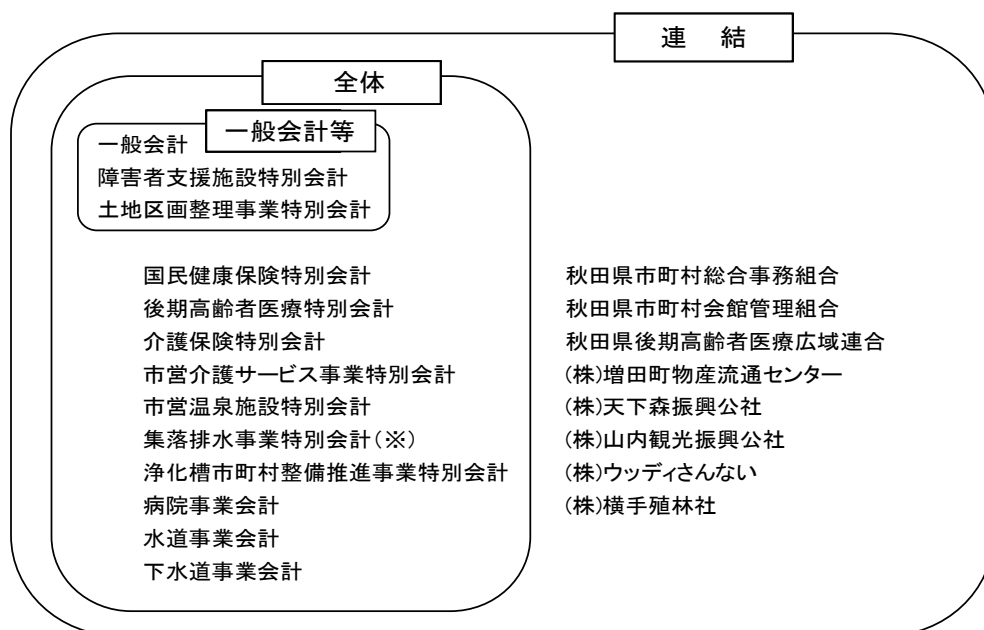 連 結
全体
一般会計等
一般会計
障害者支援施設特別会計
土地区画整理事業特別会計
国民健康保険特別会計
後期高齢者医療特別会計
介護保険特別会計
市営介護サービス事業特別会計
市営温泉施設特別会計
集落排水事業特別会計(※)
浄化槽市町村整備推進事業特別会計
病院事業会計
水道事業会計
下水道事業会計
秋田県市町村総合事務組合
秋田県市町村会館管理組合
秋田県後期高齢者医療広域連合
(株)増田町物産流通センター
(株)天下森振興公社
(株)山内観光振興公社
(株)ウッディさんない
(株)横手殖林社